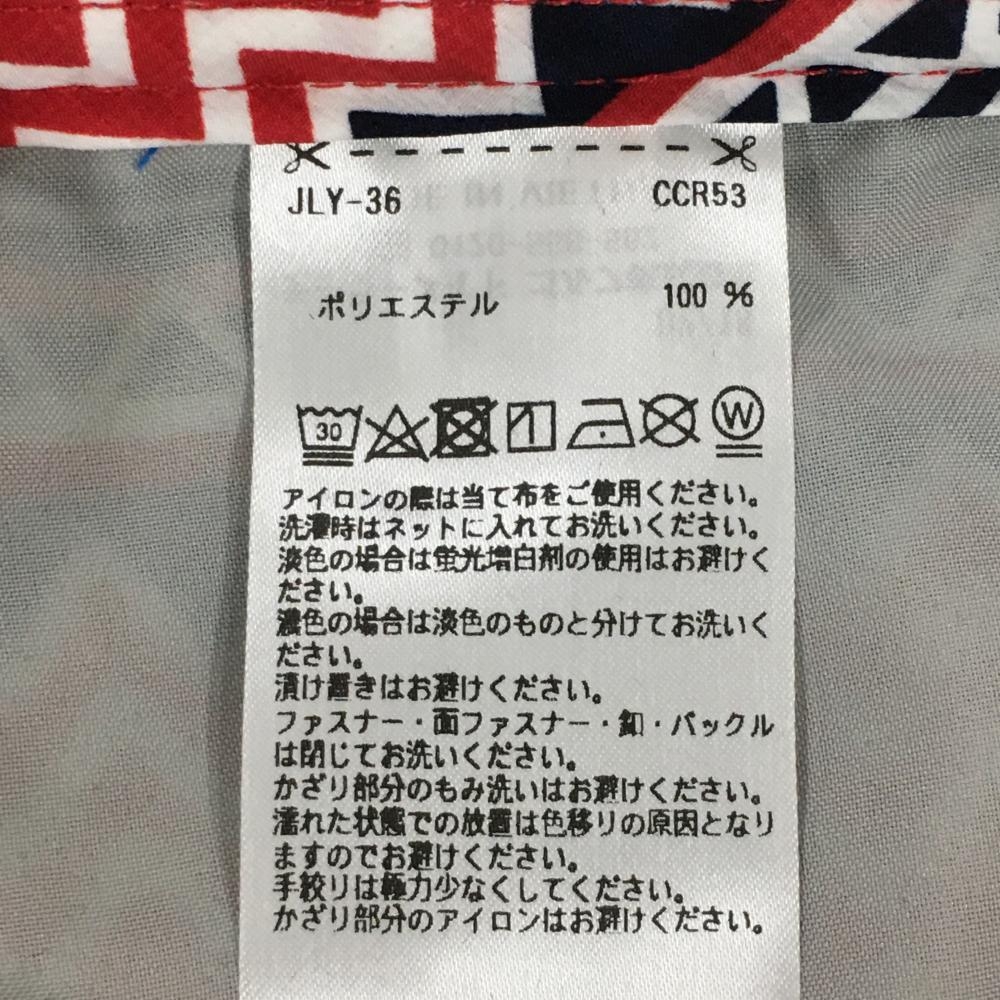 JLY-36 CCR53
ポリエステル 100 %
30 W
アイロンの際は当て布をご使用ください。
洗濯時はネットに入れてお洗いください。
淡色の場合は蛍光増白剤の使用はお避けく
ださい。
濃色の場合は淡色のものと分けてお洗いく
ださい。
漬け置きはお避けください。
ファスナー・面ファスナー・釦・バックル
は閉じてお洗いください。
かざり部分のもみ洗いはお避けください。
濡れた状態での放置は色移りの原因となり
ますのでお避けください。
手絞りは極力少なくしてください。
かざり部分のアイロンはお避けください。